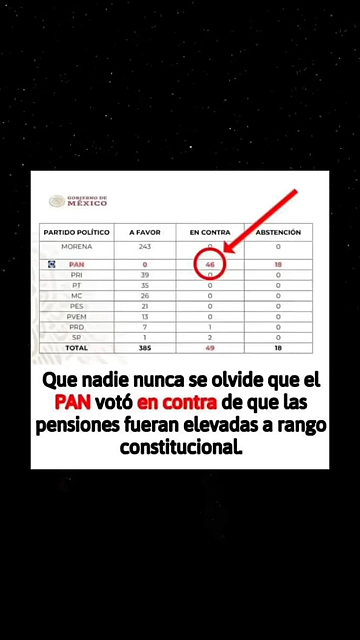 GOBIERNO DE
MÉXICO
PARTIDO POLÍTICO A FAVOR EN CONTRA ABSTENCIÓN
MORENA 243 0 0
PAN 0 46 18
PRI 39 0 0
PT 35 0 0
MC 26 0 0
PES 21 0 0
PVEM 13 0 0
PRD 7 1 0
SP 1 2 0
TOTAL 385 49 18
Que nadie nunca se olvide que el
PAN votó en contra de que las
pensiones fueran elevadas a rango
constitucional.